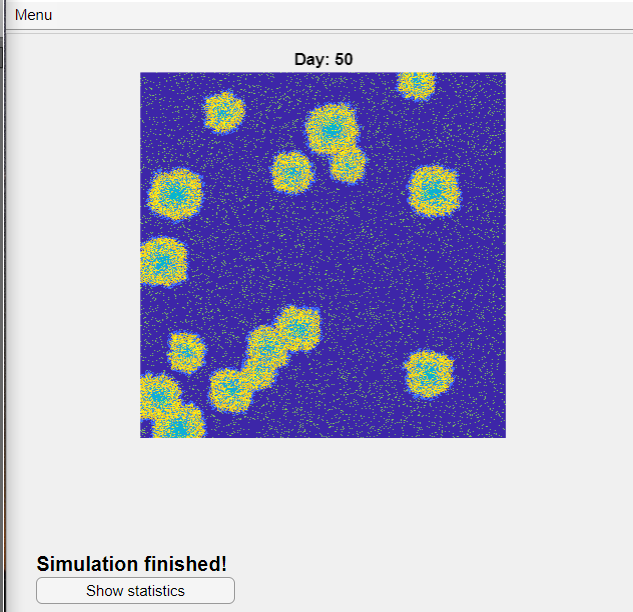 Menu
Day: 50
Simulation finished!
Show statistics